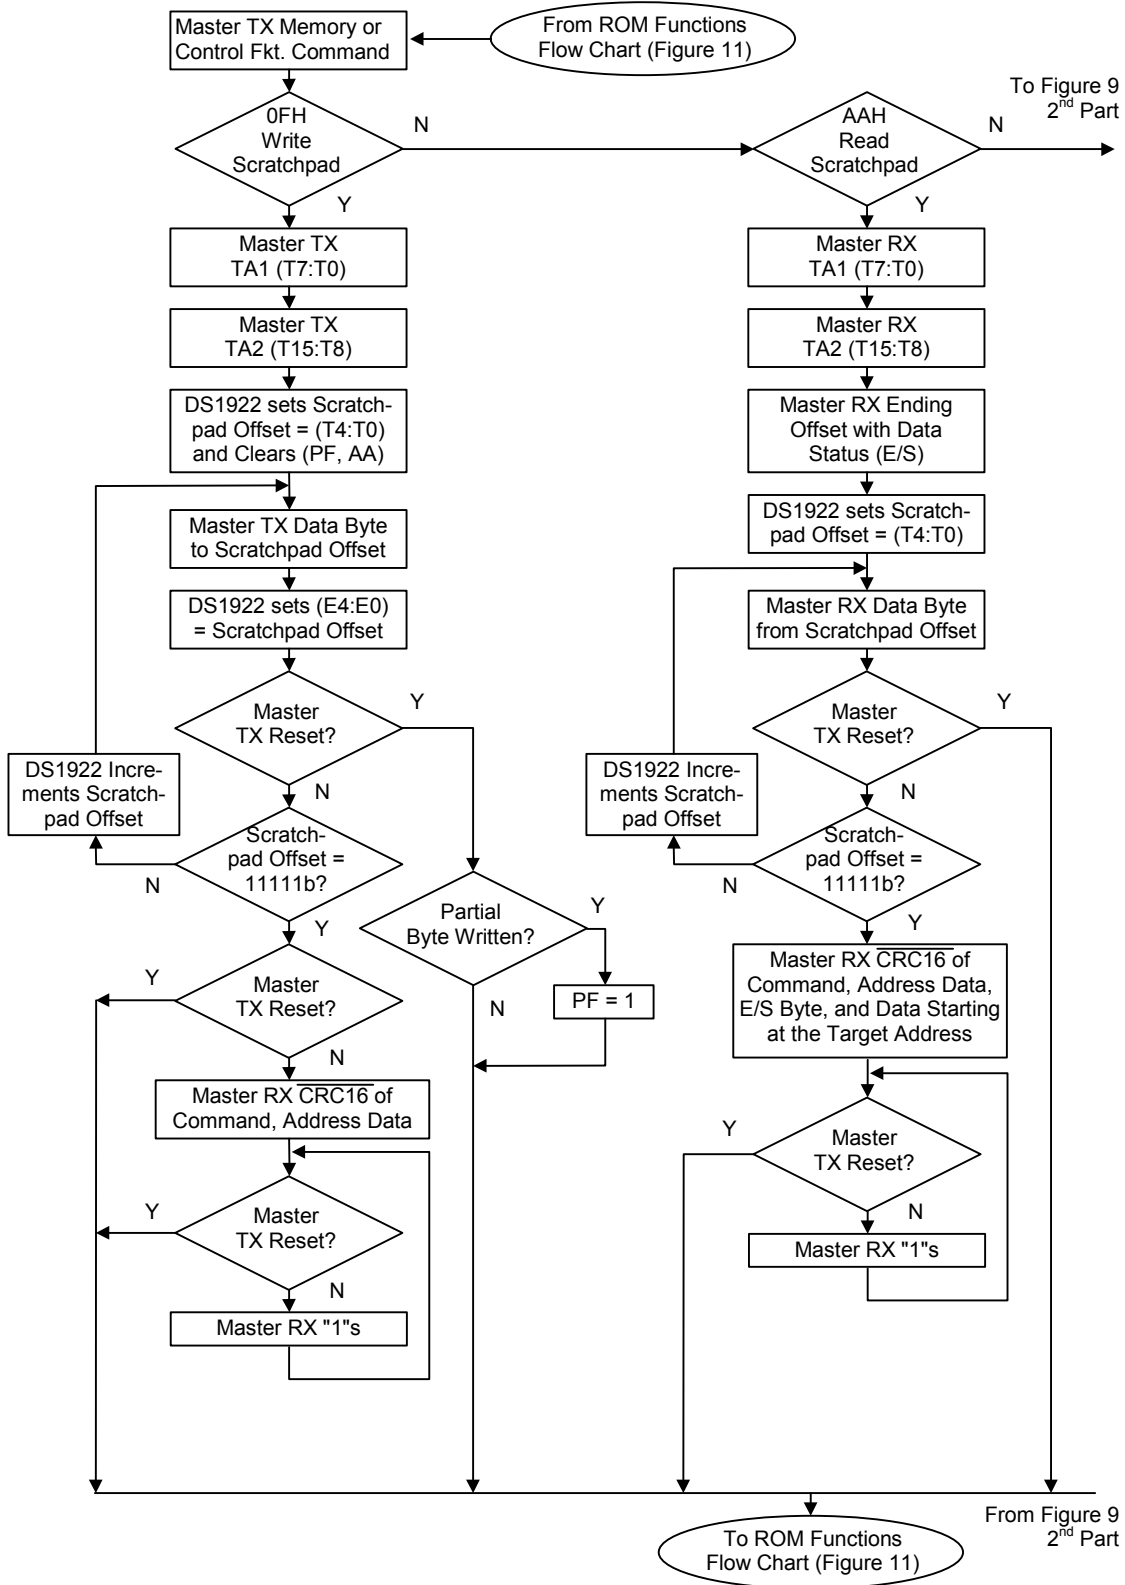 Master TX Memory or
Control Fkt. Command
From ROM Functions
Flow Chart (Figure 11)
To Figure 9
2nd Part
0FH
Write
Scratchpad
N
Y
AAH
Read
Scratchpad
N
Y
Master TX
TA1 (T7:T0)
Master TX
TA2 (T15:T8)
DS1922 sets Scratch-
pad Offset = (T4:T0)
and Clears (PF, AA)
Master TX Data Byte
to Scratchpad Offset
DS1922 sets (E4:E0)
= Scratchpad Offset
Master
TX Reset?
Y
N
DS1922 Incre-
ments Scratch-
pad Offset
Scratch-
pad Offset =
11111b?
N
Y
Partial
Byte Written?
Y
N
PF = 1
Master
TX Reset?
Y
N
Master RX CRC16 of
Command, Address Data
Master
TX Reset?
Y
N
Master RX "1"s
Master RX
TA1 (T7:T0)
Master RX
TA2 (T15:T8)
Master RX Ending
Offset with Data
Status (E/S)
DS1922 sets Scratch-
pad Offset = (T4:T0)
Master RX Data Byte
from Scratchpad Offset
Master
TX Reset?
Y
N
DS1922 Incre-
ments Scratch-
pad Offset
Scratch-
pad Offset =
11111b?
N
Y
Master RX CRC16 of
Command, Address Data,
E/S Byte, and Data Starting
at the Target Address
Master
TX Reset?
Y
N
Master RX "1"s
From Figure 9
2nd Part
To ROM Functions
Flow Chart (Figure 11)